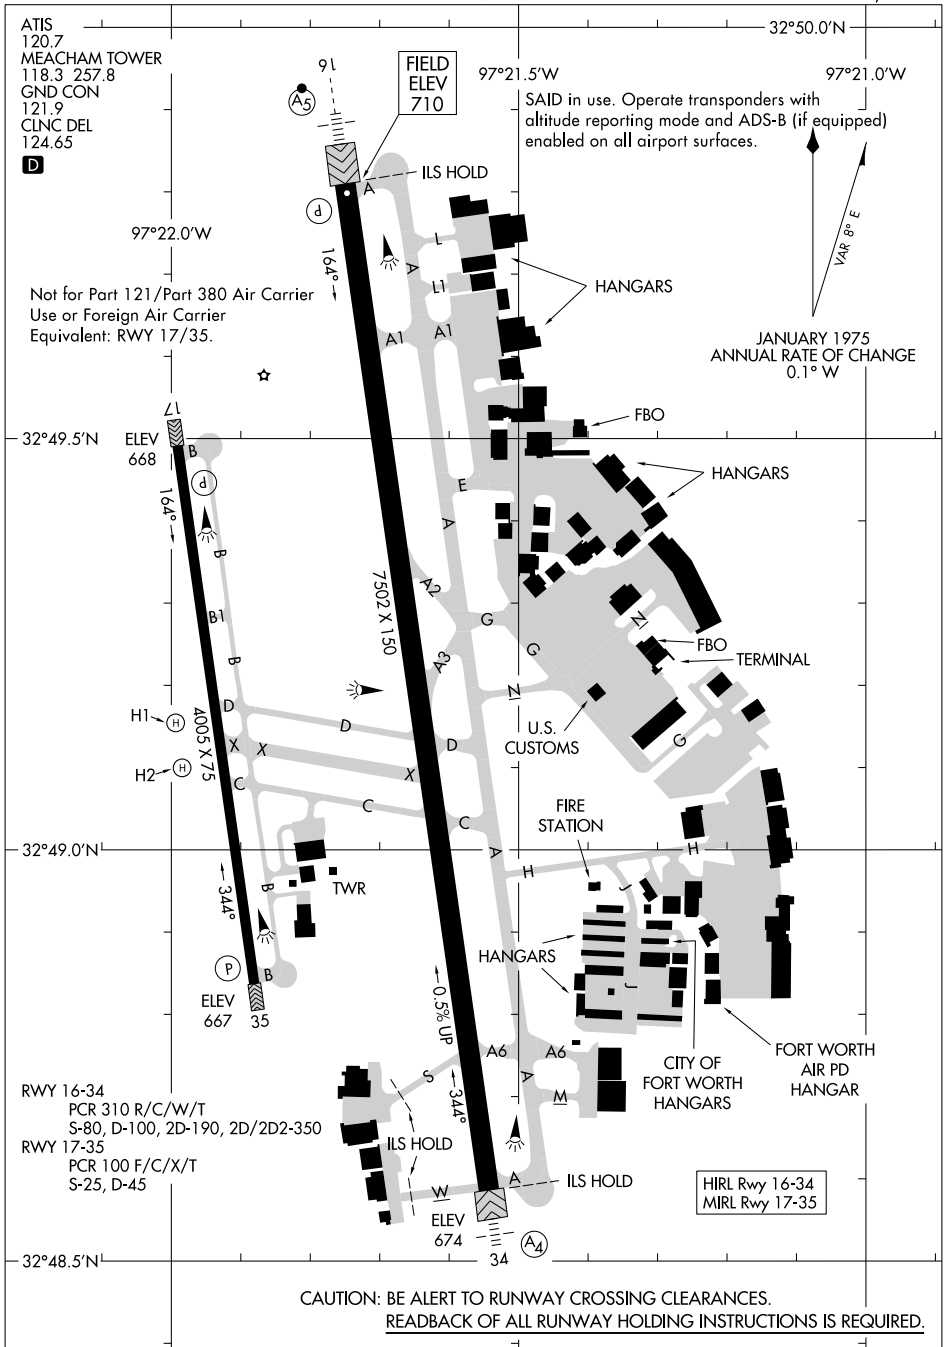 ATIS
120.7
MEACHAM TOWER
118.3 257.8
GND CON
121.9
CLNC DEL
124.65
D
16
A5
FIELD
ELEV
710
97°21.5'W
32°50.0'N
97°21.0'W
SAID in use. Operate transponders with
altitude reporting mode and ADS-B (if equipped)
enabled on all airport surfaces.
VAR 8° E
JANUARY 1975
ANNUAL RATE OF CHANGE
0.1° W
ILS HOLD
A
P
97°22.0'W
164°
L
A
L1
HANGARS
Not for Part 121/Part 380 Air Carrier
Use or Foreign Air Carrier
Equivalent: RWY 17/35.
A1
A1
17
32°49.5'N
ELEV
668
B
P
164°
FBO
HANGARS
E
A
B
7502 X 150
A2
B1
G
G
N1
B
A3
FBO
TERMINAL
N
H1
H
D
D
D
U.S.
CUSTOMS
G
4005 X 75
X
X
X
H2
H
C
C
C
FIRE
STATION
32°49.0'N
A
H
H
TWR
344°
B
J
HANGARS
J
P
B
ELEV
667
35
0.5% UP
A6
A6
S
A
M
344°
CITY OF
FORT WORTH
HANGARS
FORT WORTH
AIR PD
HANGAR
RWY 16-34
PCR 310 R/C/W/T
S-80, D-100, 2D-190, 2D/2D2-350
RWY 17-35
PCR 100 F/C/X/T
S-25, D-45
ILS HOLD
W
A
ILS HOLD
ELEV
674
34
A4
HIRL Rwy 16-34
MIRL Rwy 17-35
32°48.5'N
CAUTION: BE ALERT TO RUNWAY CROSSING CLEARANCES.
READBACK OF ALL RUNWAY HOLDING INSTRUCTIONS IS REQUIRED.